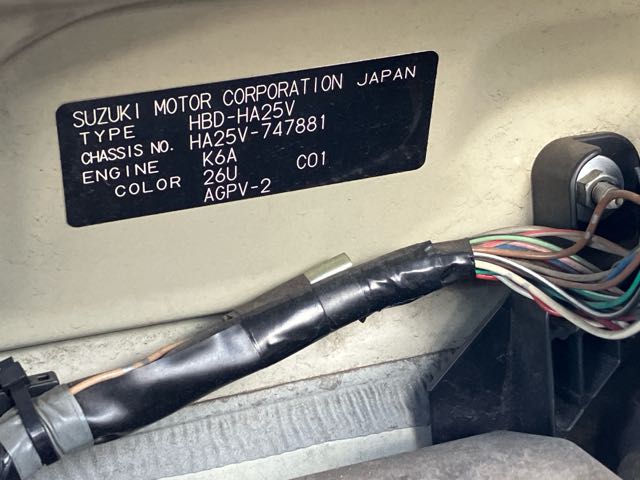 SUZUKI MOTOR CORPORATION JAPAN
TYPE HBD-HA25V
CHASSIS NO. HA25V-747881
ENGINE K6A C01
COLOR 26U
AGPV-2